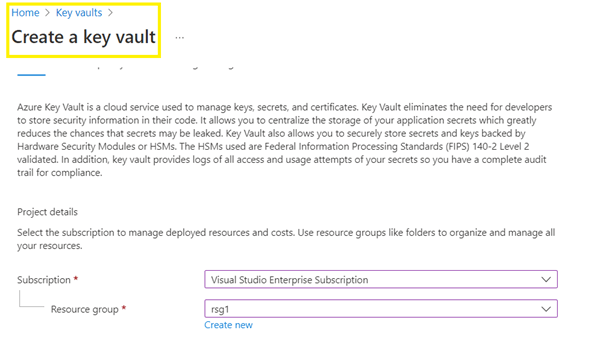 Home > Key vaults >
Create a key vault ...
Azure Key Vault is a cloud service used to manage keys, secrets, and certificates. Key Vault eliminates the need for developers
to store security information in their code. It allows you to centralize the storage of your application secrets which greatly
reduces the chances that secrets may be leaked. Key Vault also allows you to securely store secrets and keys backed by
Hardware Security Modules or HSMs. The HSMs used are Federal Information Processing Standards (FIPS) 140-2 Level 2
validated. In addition, key vault provides logs of all access and usage attempts of your secrets so you have a complete audit
trail for compliance.
Project details
Select the subscription to manage deployed resources and costs. Use resource groups like folders to organize and manage all
your resources.
Subscription * Visual Studio Enterprise Subscription
Resource group * rsg1
Create new